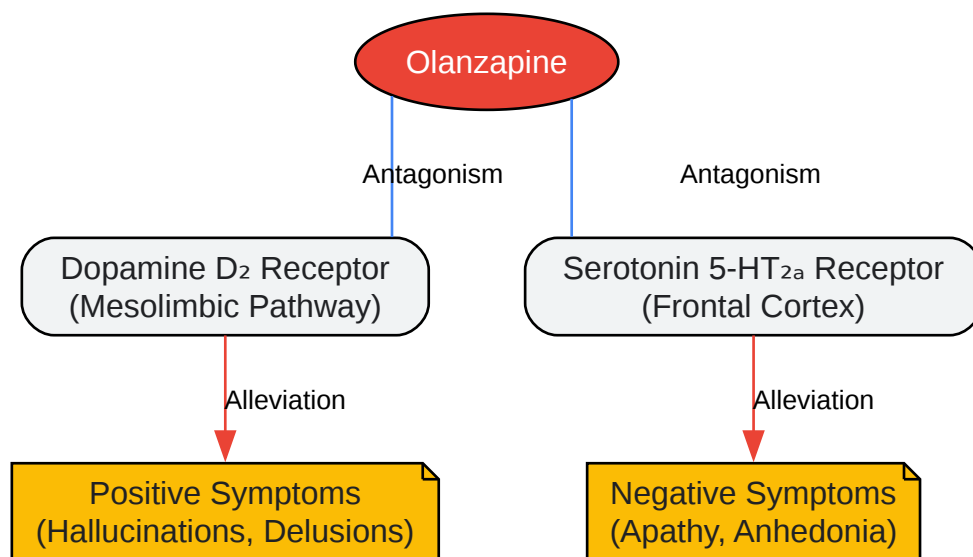 Olanzapine
Antagonism
Antagonism
Dopamine D₂ Receptor
(Mesolimbic Pathway)
Serotonin 5-HT₂ₐ Receptor
(Frontal Cortex)
Alleviation
Alleviation
Positive Symptoms
(Hallucinations, Delusions)
Negative Symptoms
(Apathy, Anhedonia)